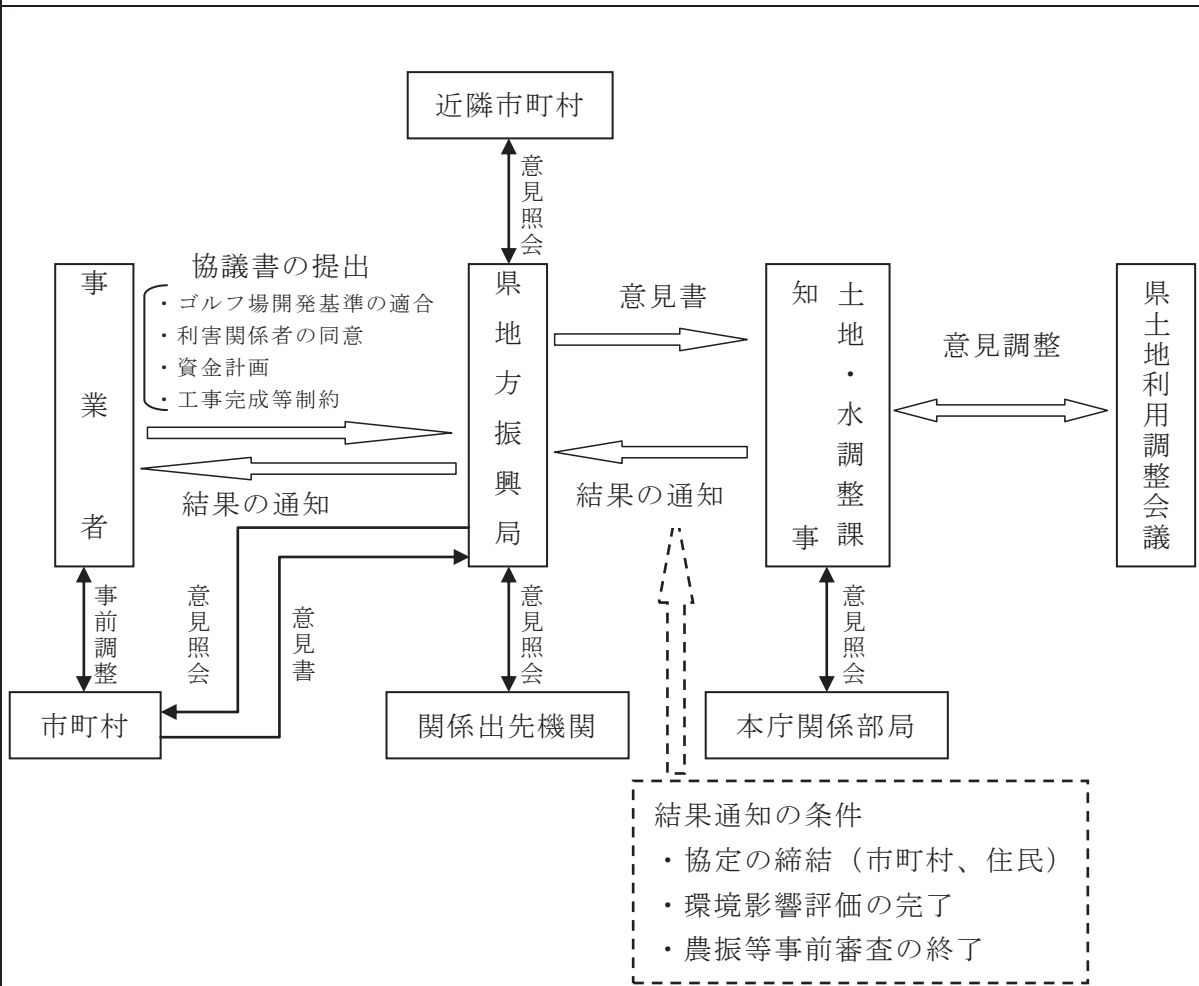 近隣市町村
意見照会
事業者
協議書の提出
・ゴルフ場開発基準の適合
・利害関係者の同意
・資金計画
・工事完成等制約
結果の通知
県地方振興局
意見書
結果の通知
土地・水調整課
知事
意見調整
県土地利用調整会議
事前調整
意見照会
意見書
意見照会
意見照会
市町村
関係出先機関
本庁関係部局
結果通知の条件
・協定の締結（市町村、住民）
・環境影響評価の完了
・農振等事前審査の終了